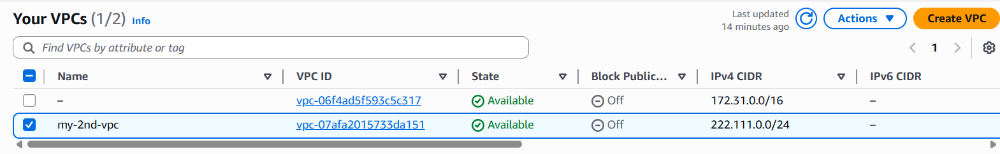 Your VPCs (1/2) Info
Last updated
14 minutes ago
Actions
Create VPC
Find VPCs by attribute or tag
1
Name VPC ID State Block Public... IPv4 CIDR IPv6 CIDR
– vpc-06f4ad5f593c5c317 Available Off 172.31.0.0/16 –
my-2nd-vpc vpc-07afa2015733da151 Available Off 222.111.0.0/24 –